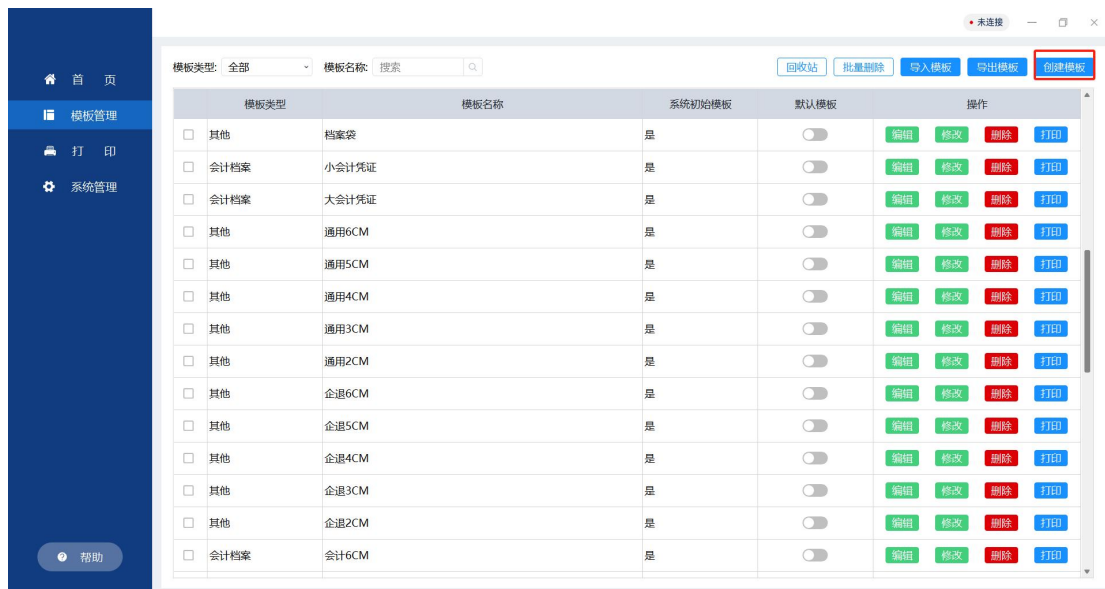 未连接
首 页
模板管理
打 印
系统管理
帮助
模板类型: 全部 模板名称: 搜索 回收站 批量删除 导入模板 导出模板 创建模板
模板类型 模板名称 系统初始模板 默认模板 操作
其他 档案袋 是 编辑 修改 删除 打印
会计档案 小会计凭证 是 编辑 修改 删除 打印
会计档案 大会计凭证 是 编辑 修改 删除 打印
其他 通用6CM 是 编辑 修改 删除 打印
其他 通用5CM 是 编辑 修改 删除 打印
其他 通用4CM 是 编辑 修改 删除 打印
其他 通用3CM 是 编辑 修改 删除 打印
其他 通用2CM 是 编辑 修改 删除 打印
其他 企退6CM 是 编辑 修改 删除 打印
其他 企退5CM 是 编辑 修改 删除 打印
其他 企退4CM 是 编辑 修改 删除 打印
其他 企退3CM 是 编辑 修改 删除 打印
其他 企退2CM 是 编辑 修改 删除 打印
会计档案 会计6CM 是 编辑 修改 删除 打印